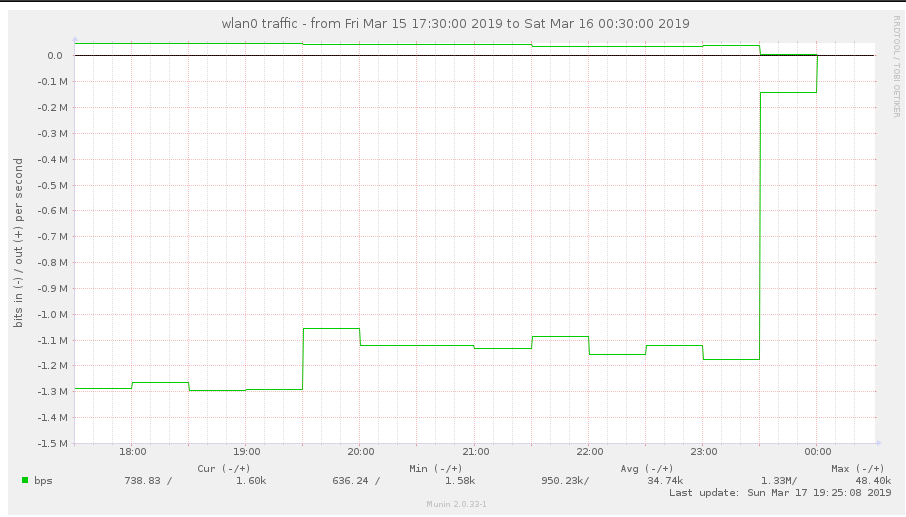 wlan0 traffic - from Fri Mar 15 17:30:00 2019 to Sat Mar 16 00:30:00 2019
RRDTOOL / TOBI OETIKER
bits in (-) / out (+) per second
0.0
-0.1 M
-0.2 M
-0.3 M
-0.4 M
-0.5 M
-0.6 M
-0.7 M
-0.8 M
-0.9 M
-1.0 M
-1.1 M
-1.2 M
-1.3 M
-1.4 M
-1.5 M
18:00 19:00 20:00 21:00 22:00 23:00 00:00
Cur (-/+) Min (-/+) Avg (-/+) Max (-/+)
bps 738.83 / 1.60k 636.24 / 1.58k 950.23k/ 34.74k 1.33M/ 48.40k
Last update: Sun Mar 17 19:25:08 2019
Munin 2.0.33-1